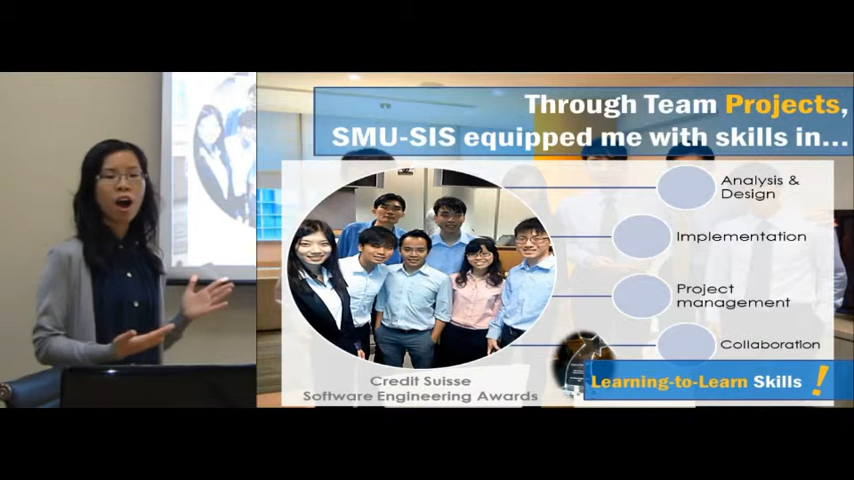 Through Team Projects,
SMU-SIS equipped me with skills in...
Analysis &
Design
Implementation
Project
management
Collaboration
Credit Suisse
Software Engineering Awards
Learning-to-Learn Skills !